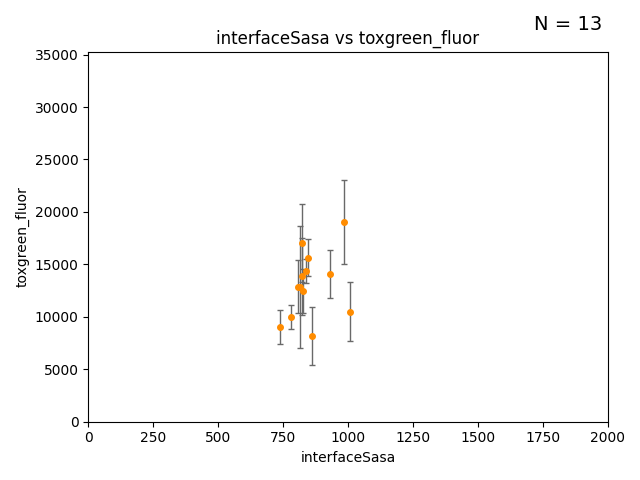 N = 13
interfaceSasa vs toxgreen_fluor
35000
30000
25000
20000
15000
10000
5000
0
toxgreen_fluor
0 250 500 750 1000 1250 1500 1750 2000
interfaceSasa